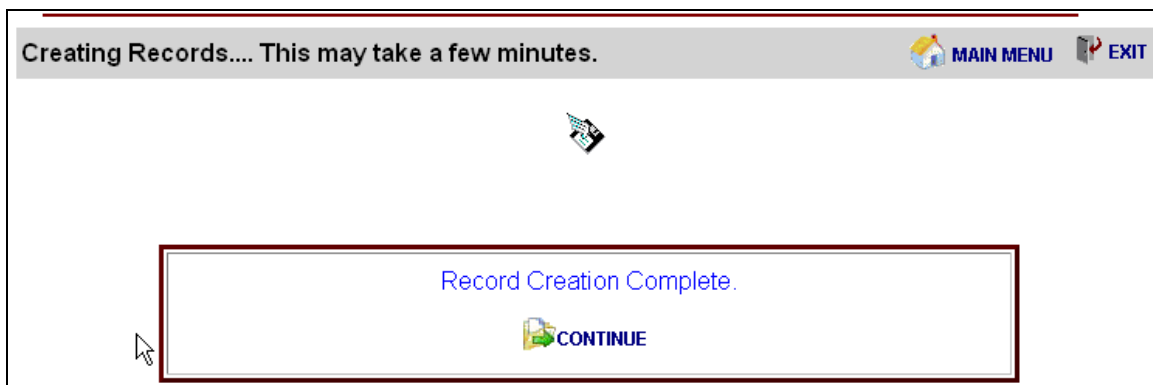 Creating Records.... This may take a few minutes. MAIN MENU EXIT
Record Creation Complete.
CONTINUE